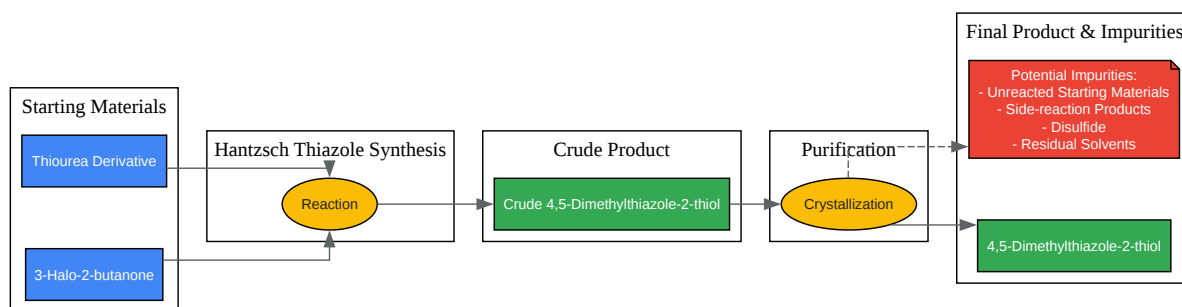 Starting Materials
Thiourea Derivative
3-Halo-2-butanone
Hantzsch Thiazole Synthesis
Reaction
Crude Product
Crude 4,5-Dimethylthiazole-2-thiol
Purification
Crystallization
Final Product & Impurities
Potential Impurities:
- Unreacted Starting Materials
- Side-reaction Products
- Disulfide
- Residual Solvents
4,5-Dimethylthiazole-2-thiol